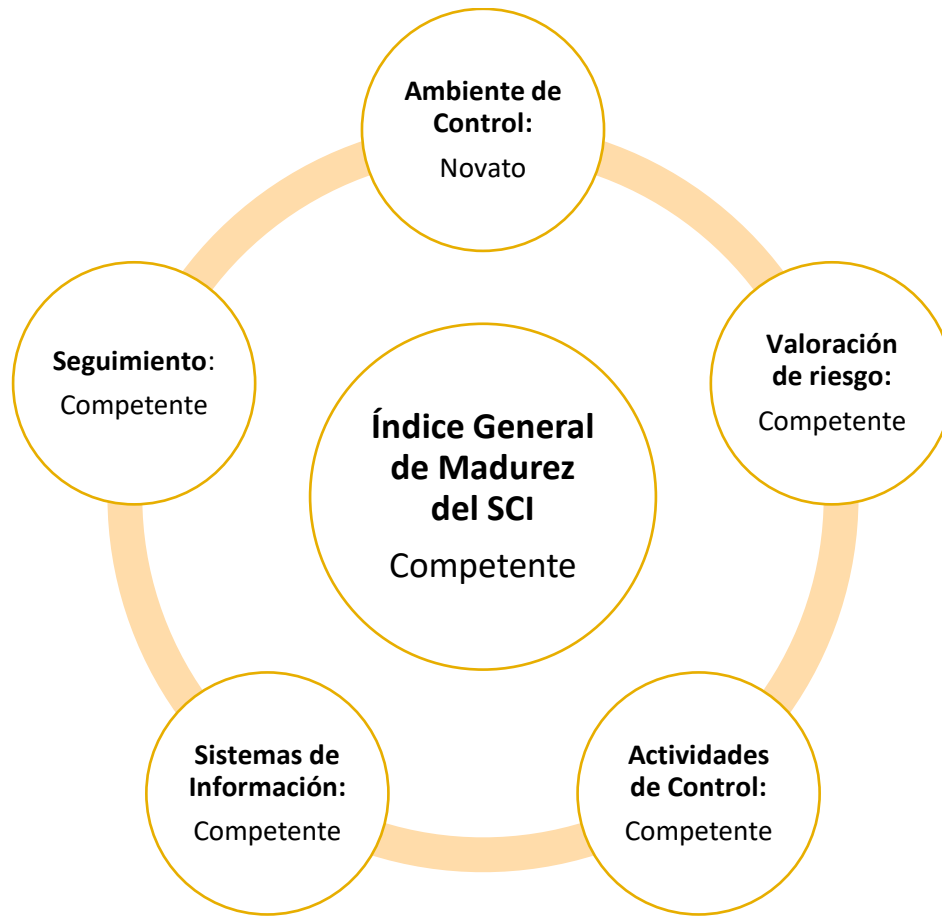 Ambiente de
Control:
Novato
Valoración
de riesgo:
Competente
Seguimiento:
Competente
Índice General
de Madurez
del SCI
Competente
Sistemas de
Información:
Competente
Actividades
de Control:
Competente